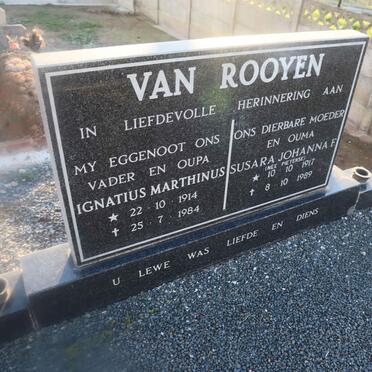 VAN ROOYEN
IN LIEFDEVOLLE HERINNERING AAN
MY EGGENOOT ONS
VADER EN OUPA
IGNATIUS MARTHINUS
★ 22 · 10 · 1914
✝ 25 · 7 · 1984
ONS DIERBARE MOEDER
EN OUMA
SUSARA JOHANNA F.
(NEE PIETERSE)
★ 10 · 10 · 1917
✝ 8 · 10 · 1989
U LEWE WAS LIEFDE EN DIENS